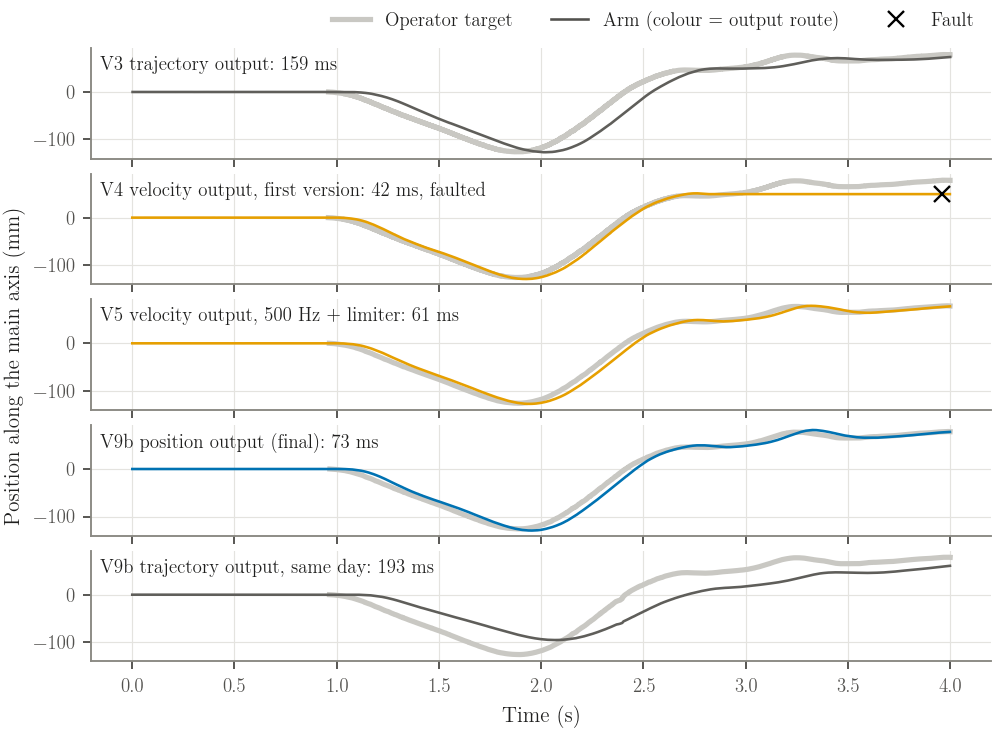 Operator target Arm (colour = output route) Fault
V3 trajectory output: 159 ms
0
−100
V4 velocity output, first version: 42 ms, faulted
0
−100
V5 velocity output, 500 Hz + limiter: 61 ms
0
−100
V9b position output (final): 73 ms
0
−100
V9b trajectory output, same day: 193 ms
0
−100
0.0 0.5 1.0 1.5 2.0 2.5 3.0 3.5 4.0
Time (s)
Position along the main axis (mm)